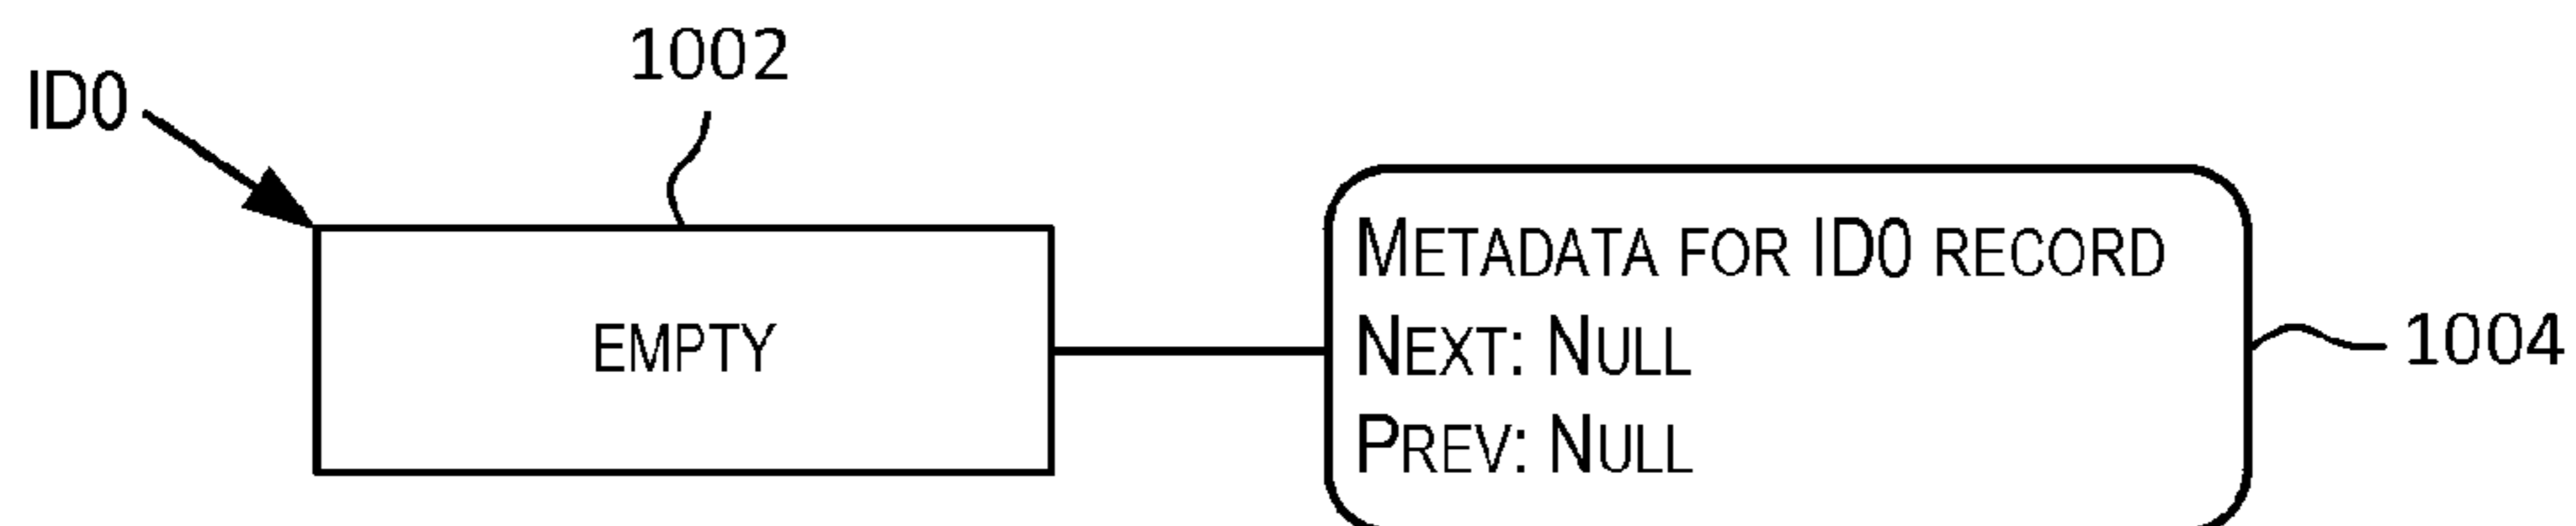 1002
ID0
EMPTY
METADATA FOR ID0 RECORD
NEXT: NULL
PREV: NULL
1004